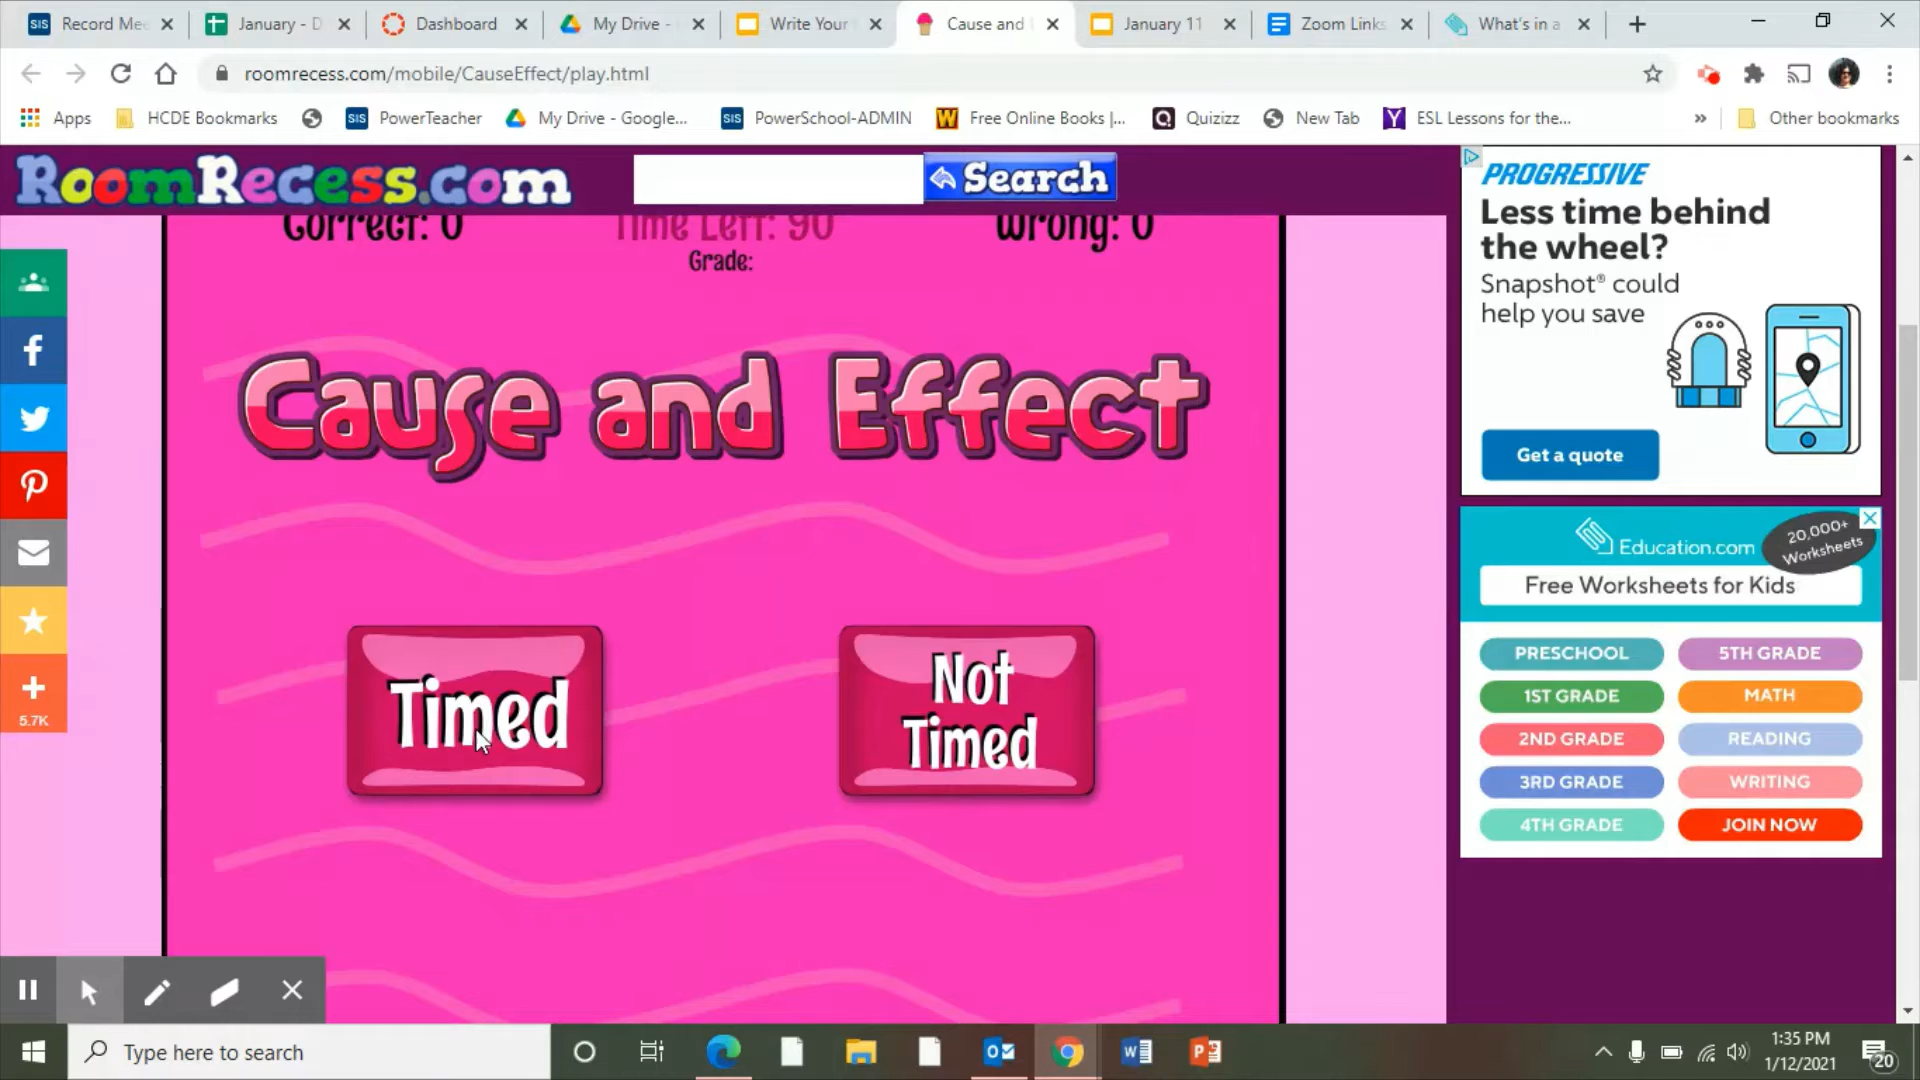 Record Mee
January - D
Dashboard
My Drive -
Write Your
Cause and
January 11
Zoom Links
What's in a
roomrecess.com/mobile/CauseEffect/play.html
Apps
HCDE Bookmarks
SIS
PowerTeacher
My Drive - Google...
SIS
PowerSchool-ADMIN
Free Online Books |...
Quizizz
New Tab
ESL Lessons for the...
»
Other bookmarks
RoomRecess.com
Search
Correct: 0
Time Left: 90
Wrong: 0
Grade:
Cause and Effect
Timed
Not
Timed
5.7K
PROGRESSIVE
Less time behind
the wheel?
Snapshot® could
help you save
Get a quote
Education.com
20,000+
Worksheets
Free Worksheets for Kids
PRESCHOOL
5TH GRADE
1ST GRADE
MATH
2ND GRADE
READING
3RD GRADE
WRITING
4TH GRADE
JOIN NOW
Type here to search
1:35 PM
1/12/2021
20